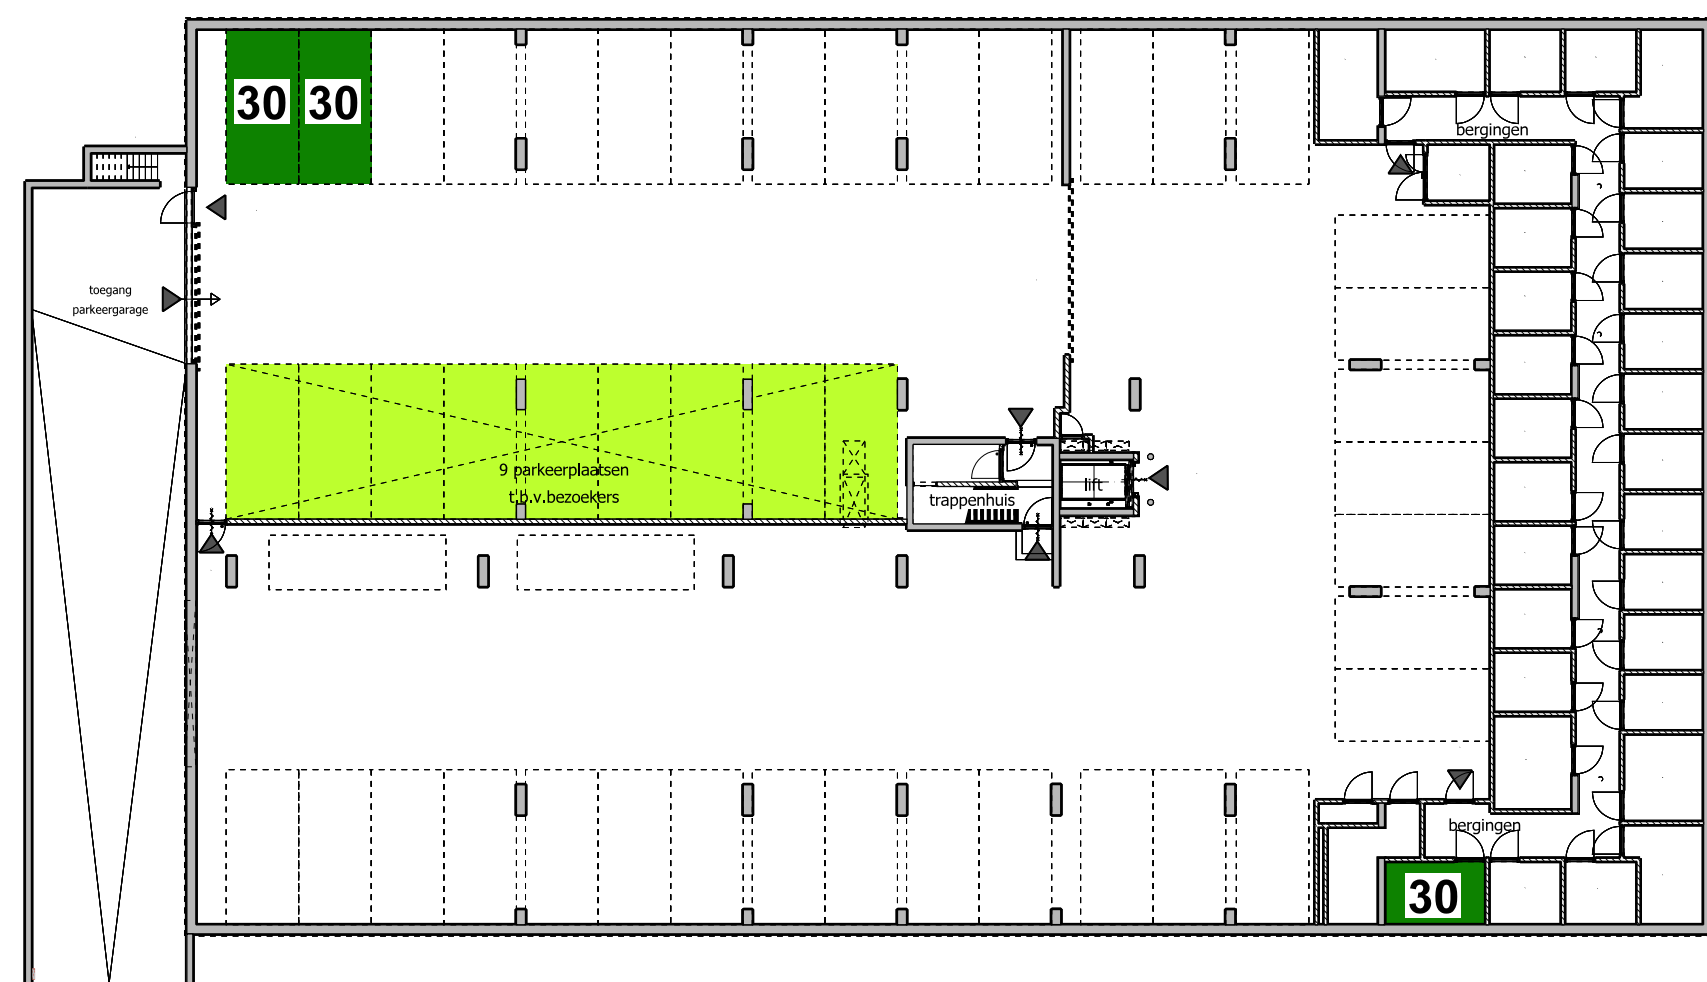 30 30
bergingen
toegang
parkeergarage
9 parkeerplaatsen
t.b.v.bezoekers
trappenhuis
lift
bergingen
30